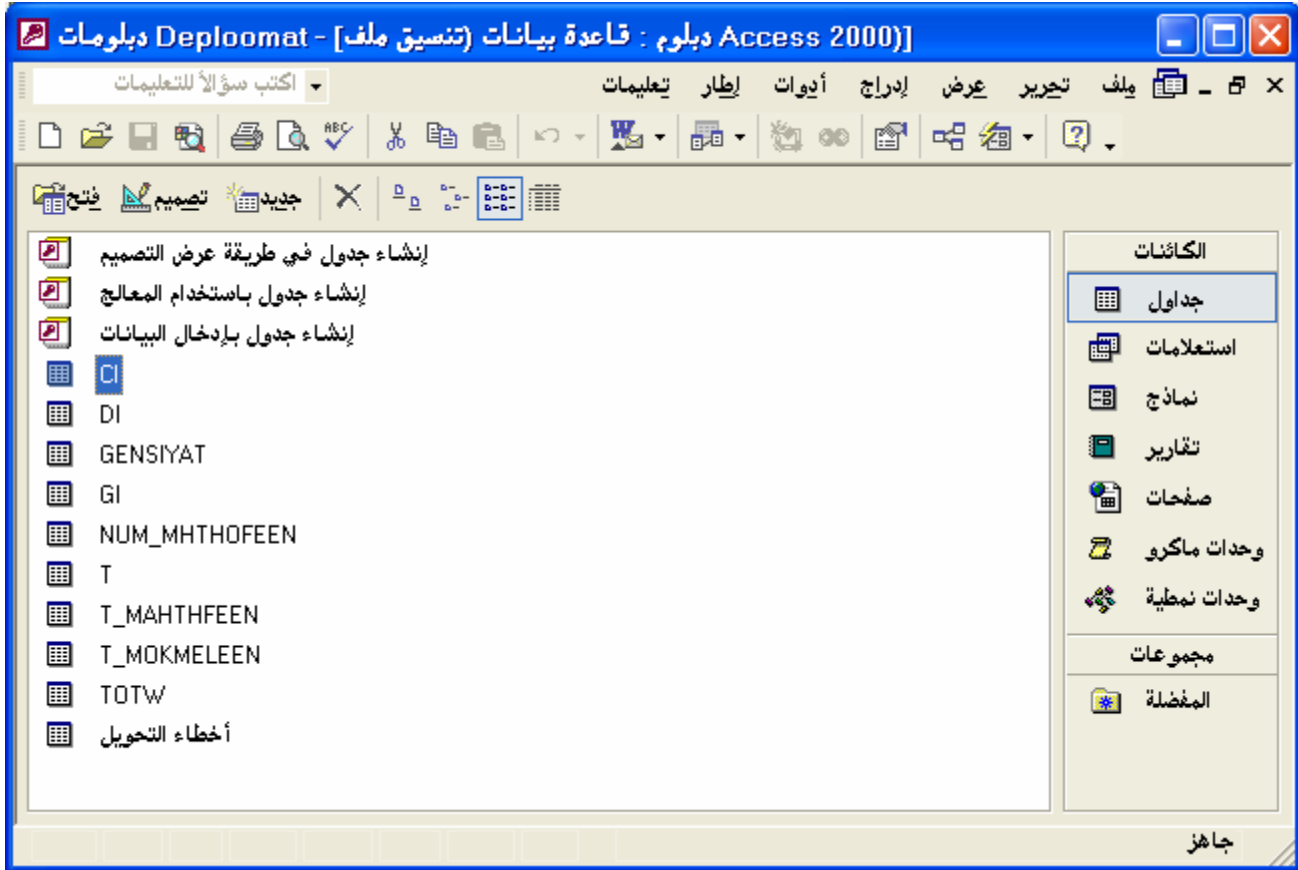 دبلومات Deploomat - [دبلوم : قاعدة بيانات (تنسيق ملف Access 2000)]
ملف تحرير عرض إدراج أدوات إطار تعليمات
اكتب سؤالاً للتعليمات
فتح تصميم جديد
الكائنات
جداول
استعلامات
نماذج
تقارير
صفحات
وحدات ماكرو
وحدات نمطية
مجموعات
المفضلة
إنشاء جدول في طريقة عرض التصميم
إنشاء جدول باستخدام المعالج
إنشاء جدول بإدخال البيانات
CI
DI
GENSIYAT
GI
NUM_MHTHOFEEN
T
T_MAHTHFEEN
T_MOKMELEEN
TOTW
أخطاء التحويل
جاهز